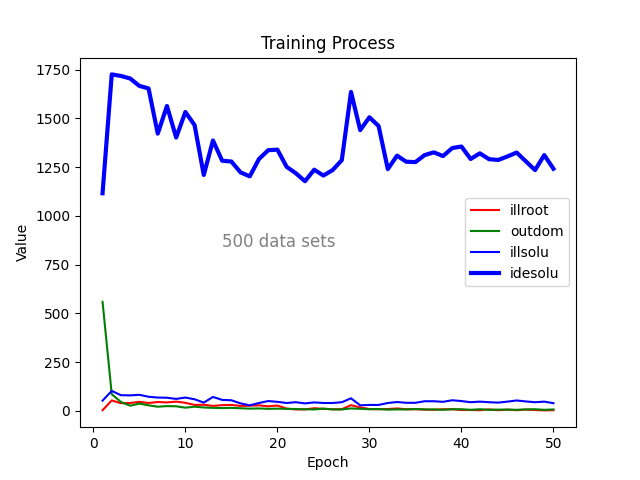 Training Process
Value
1750
1500
1250
1000
750
500
250
0
500 data sets
illroot
outdom
illsolu
idesolu
0 10 20 30 40 50
Epoch